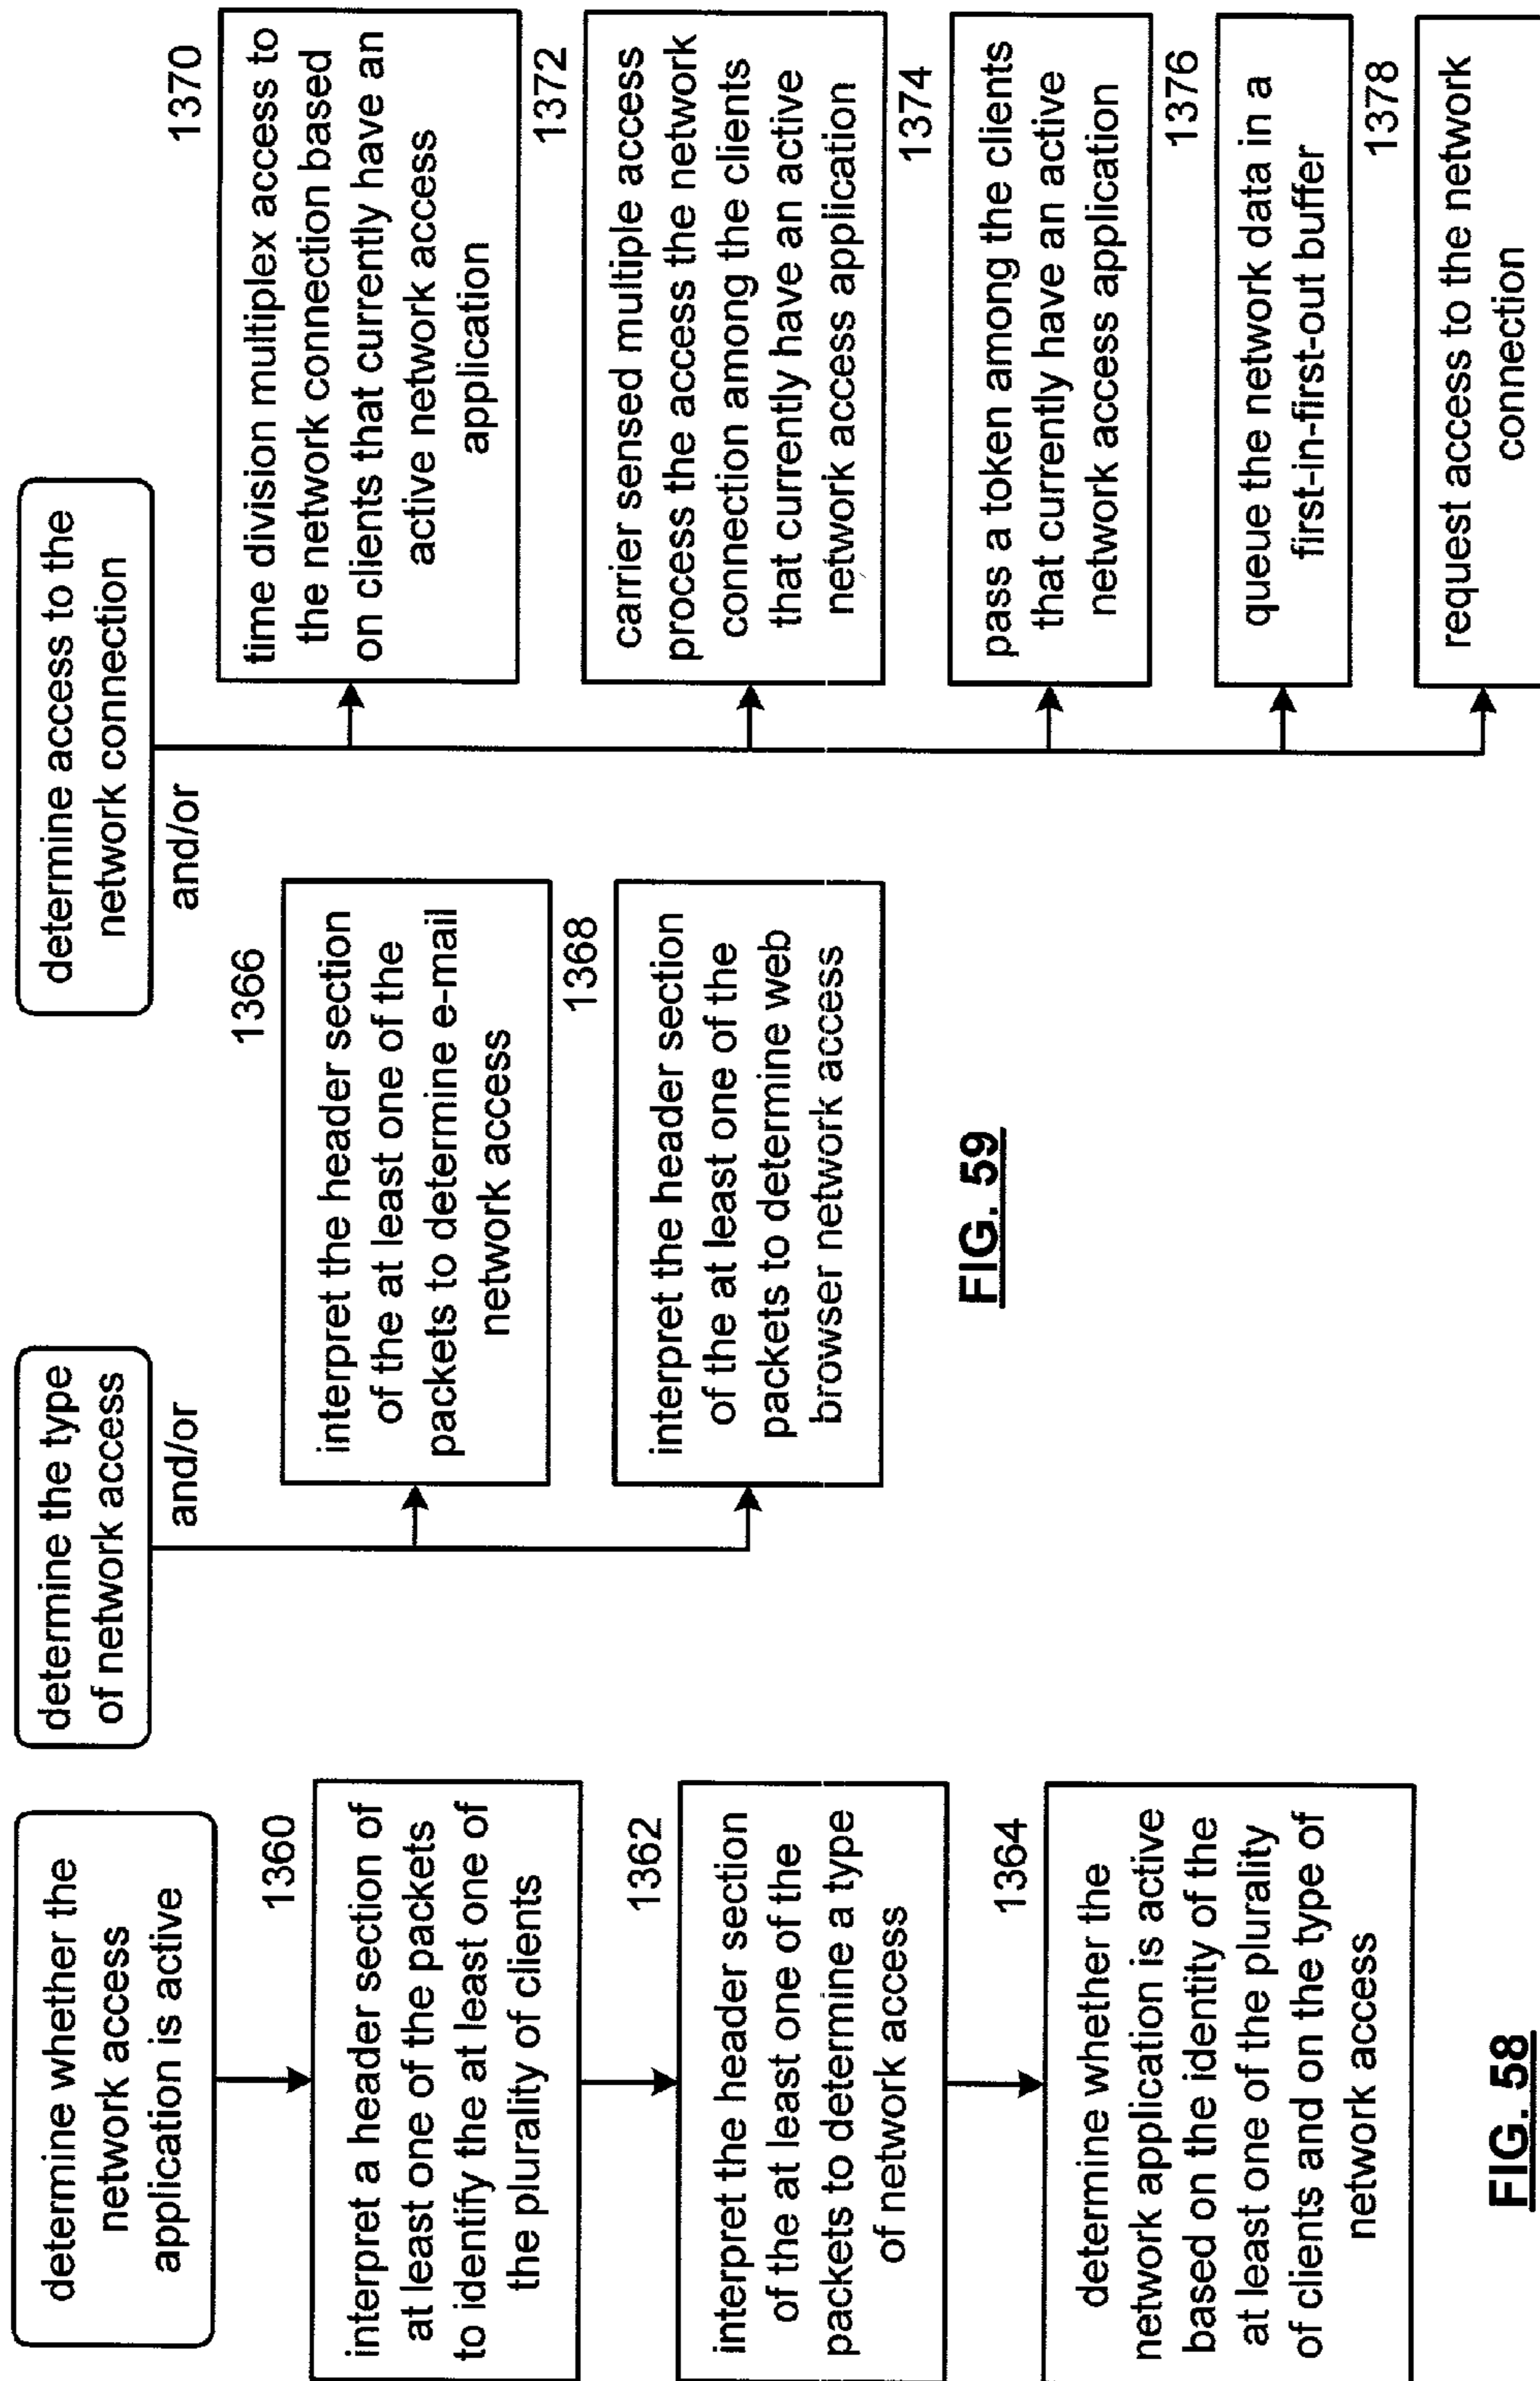 determine whether the
network access
application is active
1360
interpret a header section of
at least one of the packets
to identify the at least one of
the plurality of clients
1362
interpret the header section
of the at least one of the
packets to determine a type
of network access
1364
determine whether the
network application is active
based on the identity of the
at least one of the plurality
of clients and on the type of
network access
FIG. 58
determine the type
of network access
and/or
1366
interpret the header section
of the at least one of the
packets to determine e-mail
network access
1368
interpret the header section
of the at least one of the
packets to determine web
browser network access
FIG. 59
determine access to the
network connection
and/or
1370
time division multiplex access to
the network connection based
on clients that currently have an
active network access
application
1372
carrier sensed multiple access
process the access the network
connection among the clients
that currently have an active
network access application
1374
pass a token among the clients
that currently have an active
network access application
1376
queue the network data in a
first-in-first-out buffer
1378
request access to the network
connection